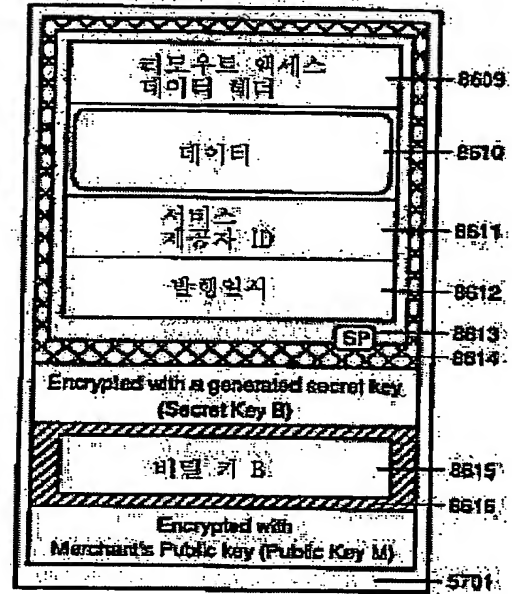 리모우트 액세스
데이터 헤더
8609
데이터
8610
서비스
제공자 ID
8611
발행일시
8612
SP
8613
8614
Encrypted with a generated secret key
(Secret Key B)
비밀 키 B
8615
8616
Encrypted with
Merchant's Public key (Public Key M)
5701